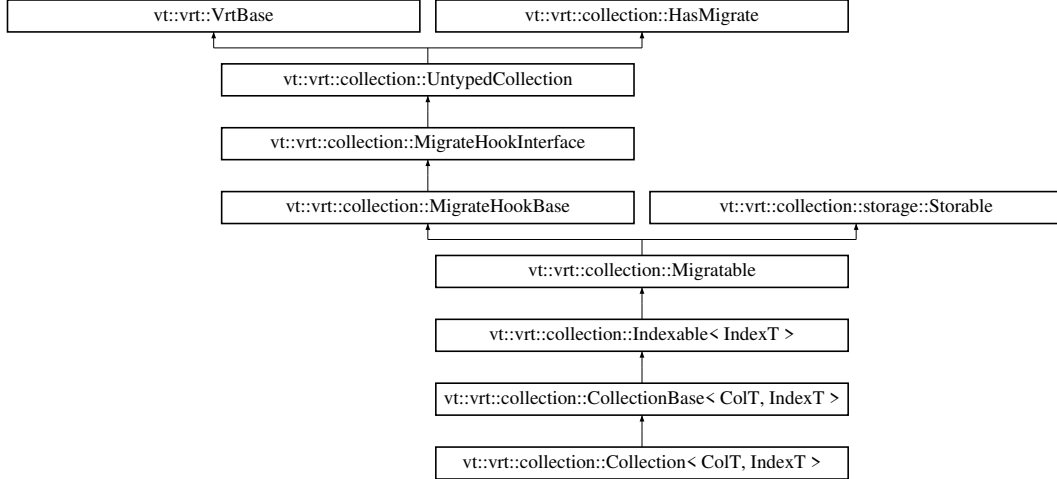 vt::vrt::VrtBase
vt::vrt::collection::HasMigrate
vt::vrt::collection::UntypedCollection
vt::vrt::collection::MigrateHookInterface
vt::vrt::collection::MigrateHookBase
vt::vrt::collection::storage::Storable
vt::vrt::collection::Migratable
vt::vrt::collection::Indexable< IndexT >
vt::vrt::collection::CollectionBase< ColT, IndexT >
vt::vrt::collection::Collection< ColT, IndexT >